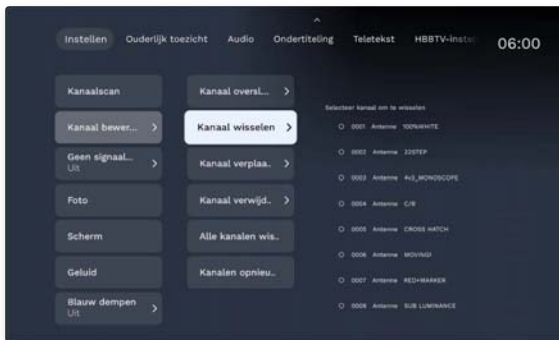 Instellen Ouderlijk toezicht Audio Ondertiteling Teletekst HBBTV-inste
06:00
Kanaalscan
Kanaal bewer...
Geen signaal...
Uit
Foto
Scherm
Geluid
Blauw dempen
Uit
Kanaal oversl...
Kanaal wisselen
Kanaal verplaa..
Kanaal verwijd..
Alle kanalen wis..
Kanalen opnieu..
Selecteer kanaal om te wisselen
0001 Antenne 100%WHITE
0002 Antenne 22STEP
0003 Antenne 4x3_MONOSCOPE
0004 Antenne C/B
0005 Antenne CROSS HATCH
0006 Antenne MOVING1
0007 Antenne RED+MARKER
0008 Antenne SUB LUMINANCE